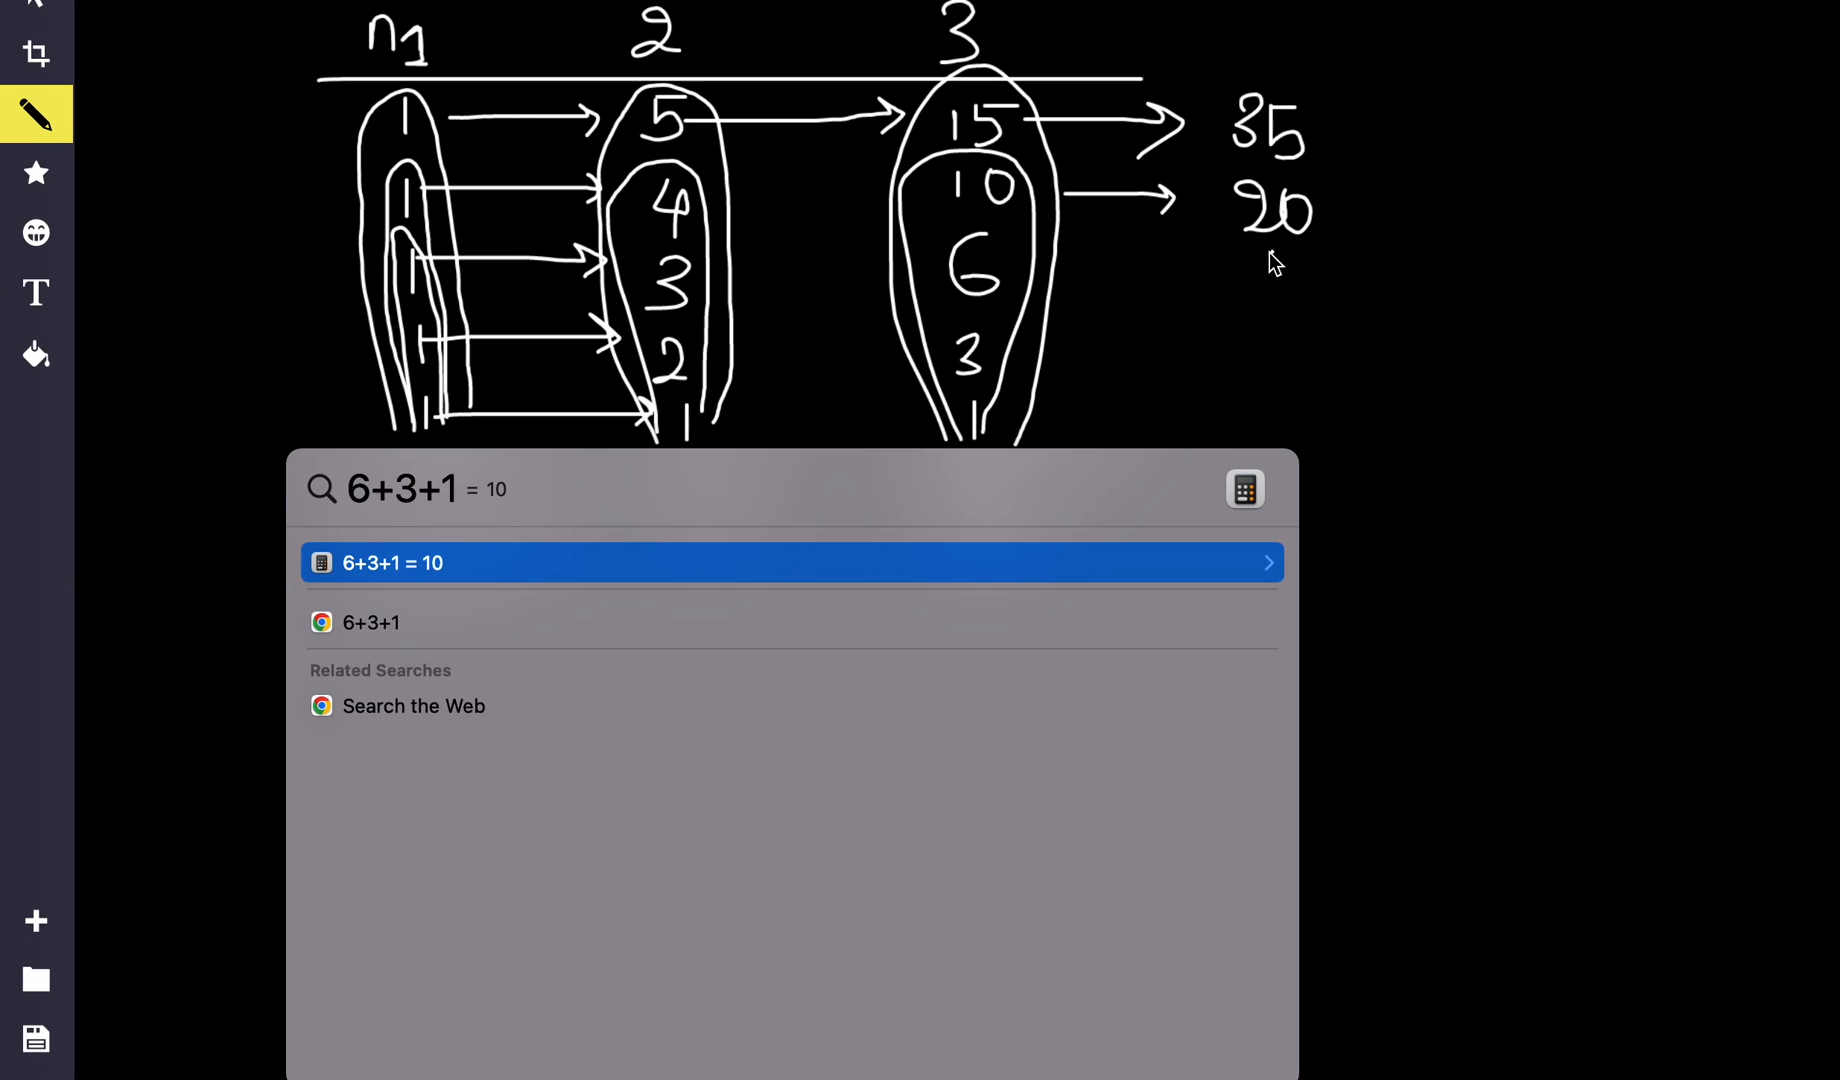 n1 2 3
1 5 15 35
1 4 10 20
1 3 6
1 2 3
1 1 1
6+3+1 = 10
6+3+1 = 10
6+3+1
Related Searches
Search the Web
T